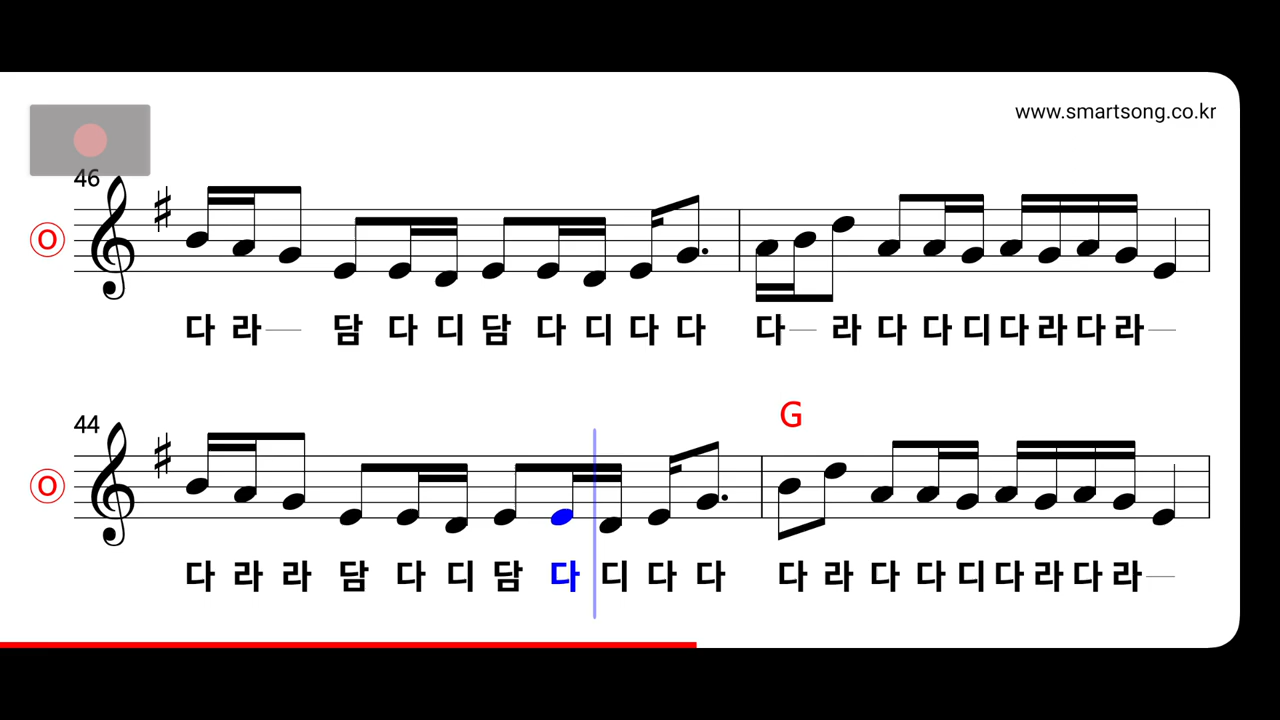 www.smartsong.co.kr
46
O
다 라 담 다 디 담 다 디 다 다 다 라 다 다 디 다 라 다 라
G
44
O
다 라 라 담 다 디 담 다 디 다 다 다 라 다 다 디 다 라 다 라